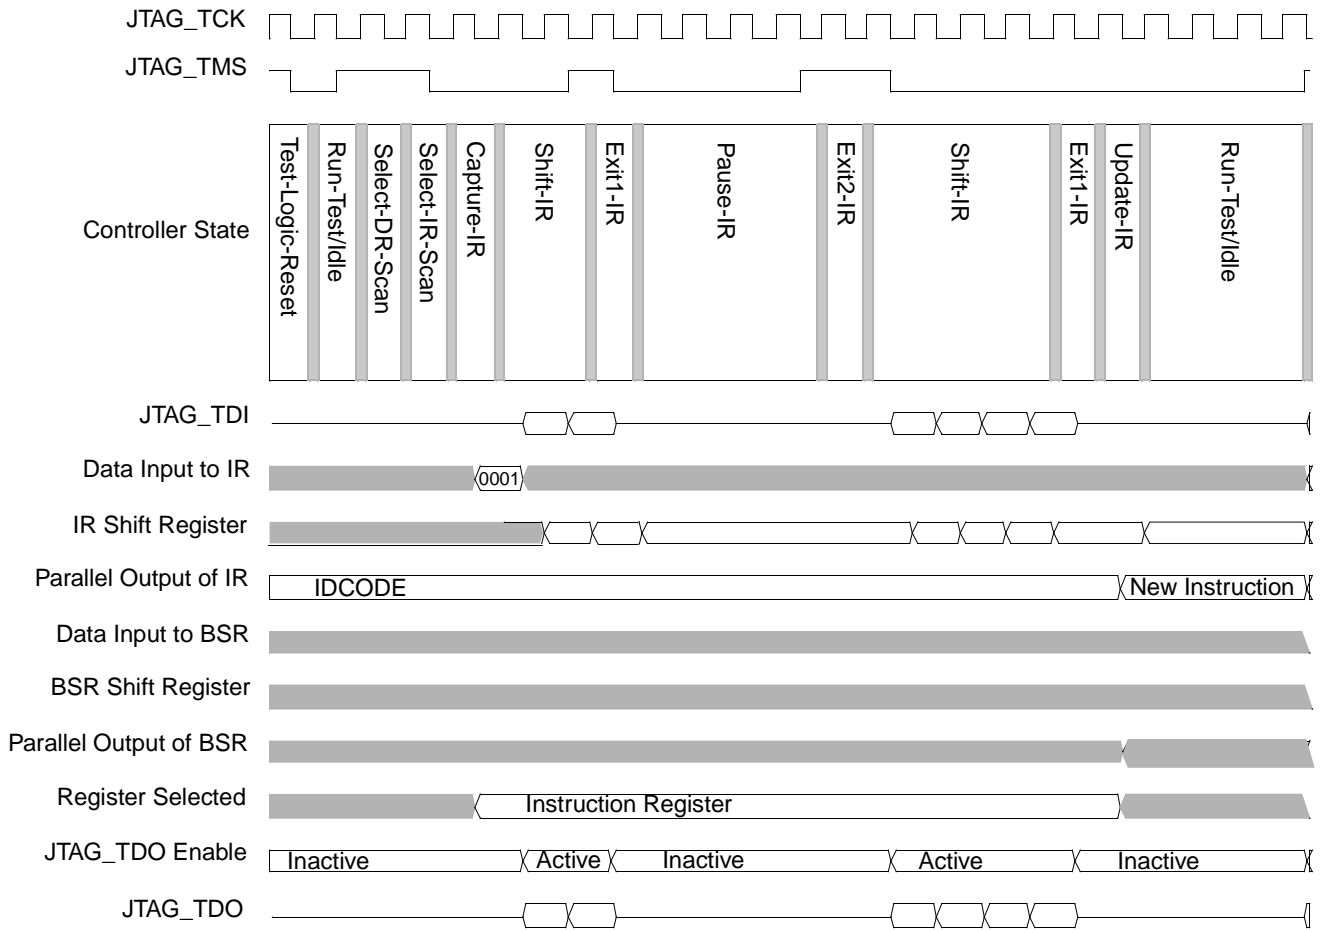 JTAG_TCK
JTAG_TMS
Controller State
Test-Logic-Reset
Run-Test/Idle
Select-DR-Scan
Select-IR-Scan
Capture-IR
Shift-IR
Exit1-IR
Pause-IR
Exit2-IR
Shift-IR
Exit1-IR
Update-IR
Run-Test/Idle
JTAG_TDI
Data Input to IR
0001
IR Shift Register
Parallel Output of IR
IDCODE
New Instruction
Data Input to BSR
BSR Shift Register
Parallel Output of BSR
Register Selected
Instruction Register
JTAG_TDO Enable
Inactive
Active
Inactive
Active
Inactive
JTAG_TDO